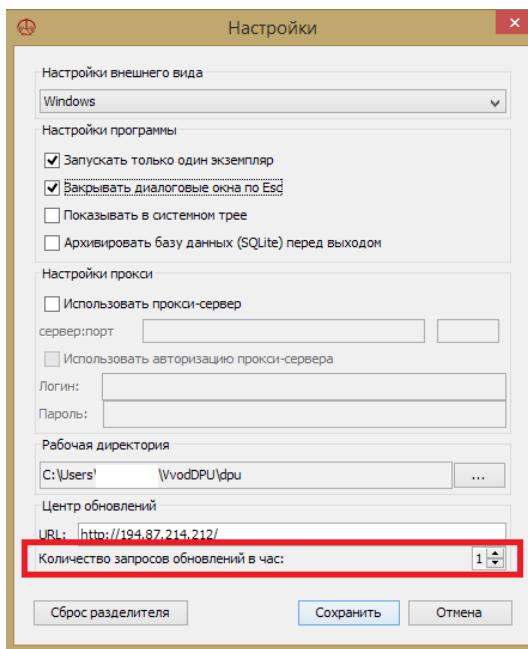 Настройки
Настройки внешнего вида
Windows
Настройки программы
Запускать только один экземпляр
Закрывать диалоговые окна по Esc
Показывать в системном трее
Архивировать базу данных (SQLite) перед выходом
Настройки прокси
Использовать прокси-сервер
сервер:порт
Использовать авторизацию прокси-сервера
Логин:
Пароль:
Рабочая директория
C:\Users' \VvodDPU\dpu ...
Центр обновлений
URL: http://194.87.214.212/
Количество запросов обновлений в час: 1
Сброс разделителя Сохранить Отмена